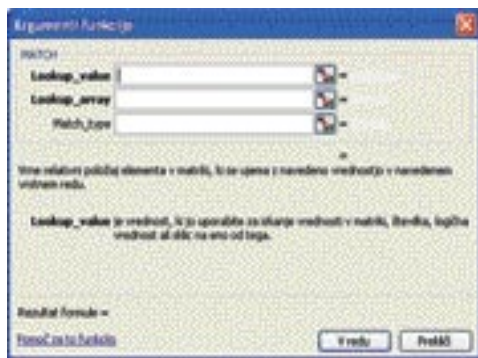 Argumenti funkcije
MATCH
Lookup_value =
Lookup_array =
Match_type =
=
Vrne relativni položaj elementa v matriki, ki se ujema z navedeno vrednostjo v navedenem
vrstnem redu.
Lookup_value je vrednost, ki jo uporabite za iskanje vrednosti v matriki, številka, logična
vrednost ali sklic na eno od tega.
Rezultat formule =
Pomoč za to funkcijo
V redu
Prekliči